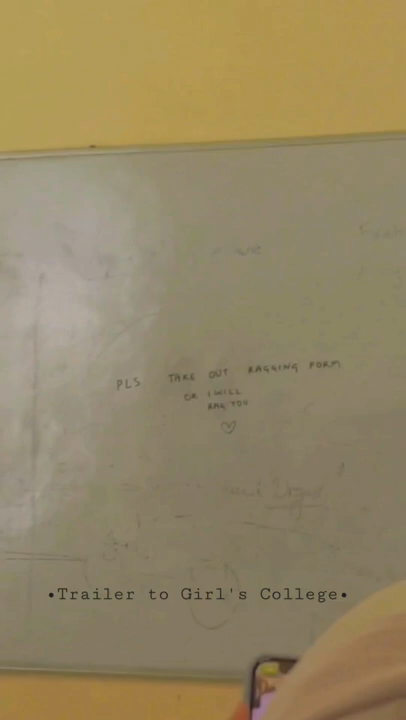 PLS TAKE OUT RAGGING FORM
OR I WILL
RAG YOU
•Trailer to Girl's College•